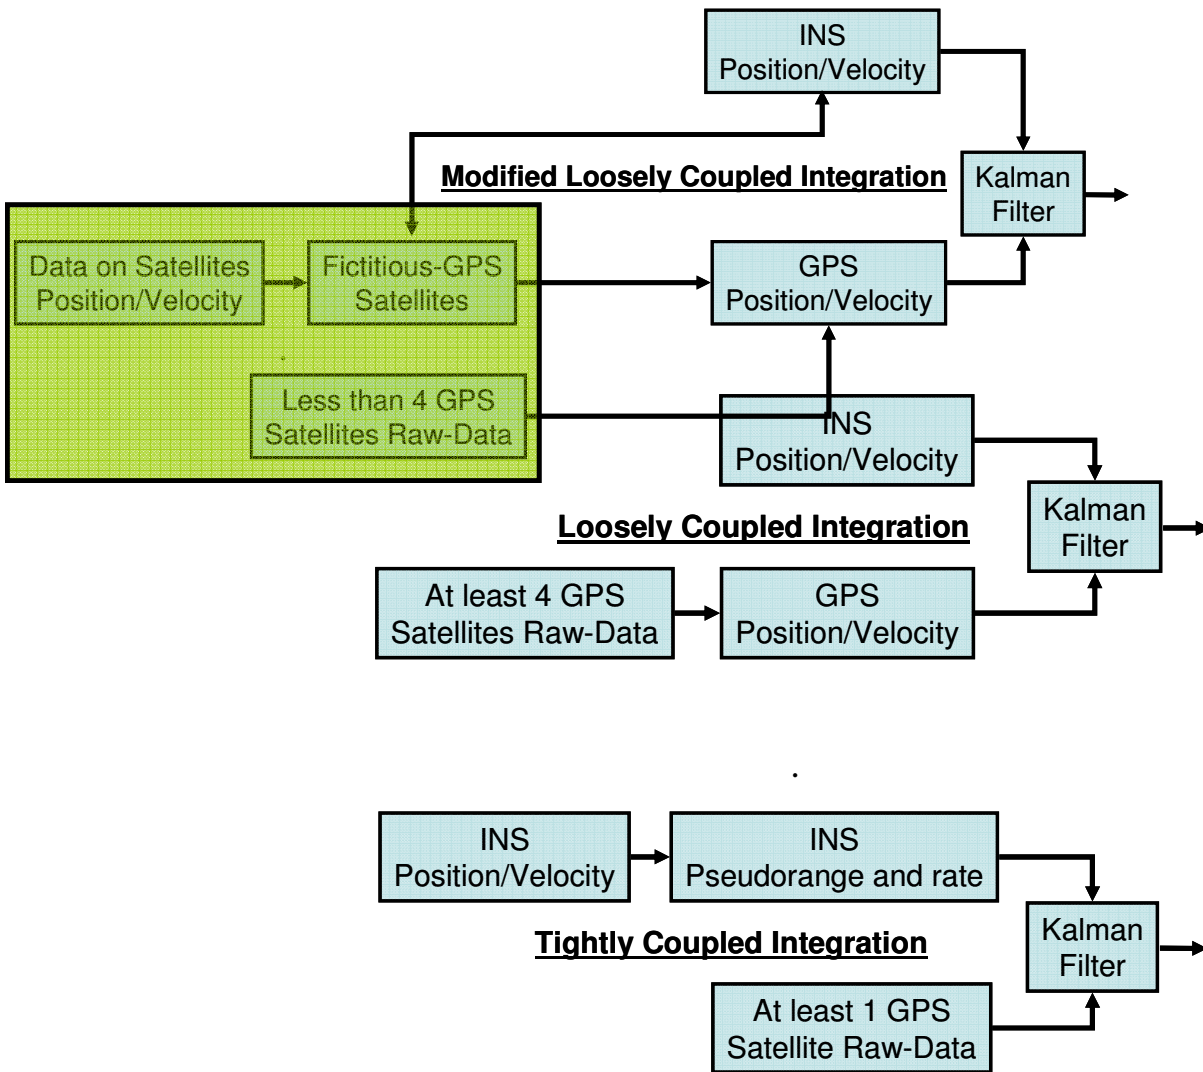 INS
Position/Velocity
Modified Loosely Coupled Integration
Kalman
Filter
Data on Satellites
Position/Velocity
Fictitious-GPS
Satellites
GPS
Position/Velocity
Less than 4 GPS
Satellites Raw-Data
INS
Position/Velocity
Loosely Coupled Integration
Kalman
Filter
At least 4 GPS
Satellites Raw-Data
GPS
Position/Velocity
INS
Position/Velocity
INS
Pseudorange and rate
Tightly Coupled Integration
Kalman
Filter
At least 1 GPS
Satellite Raw-Data